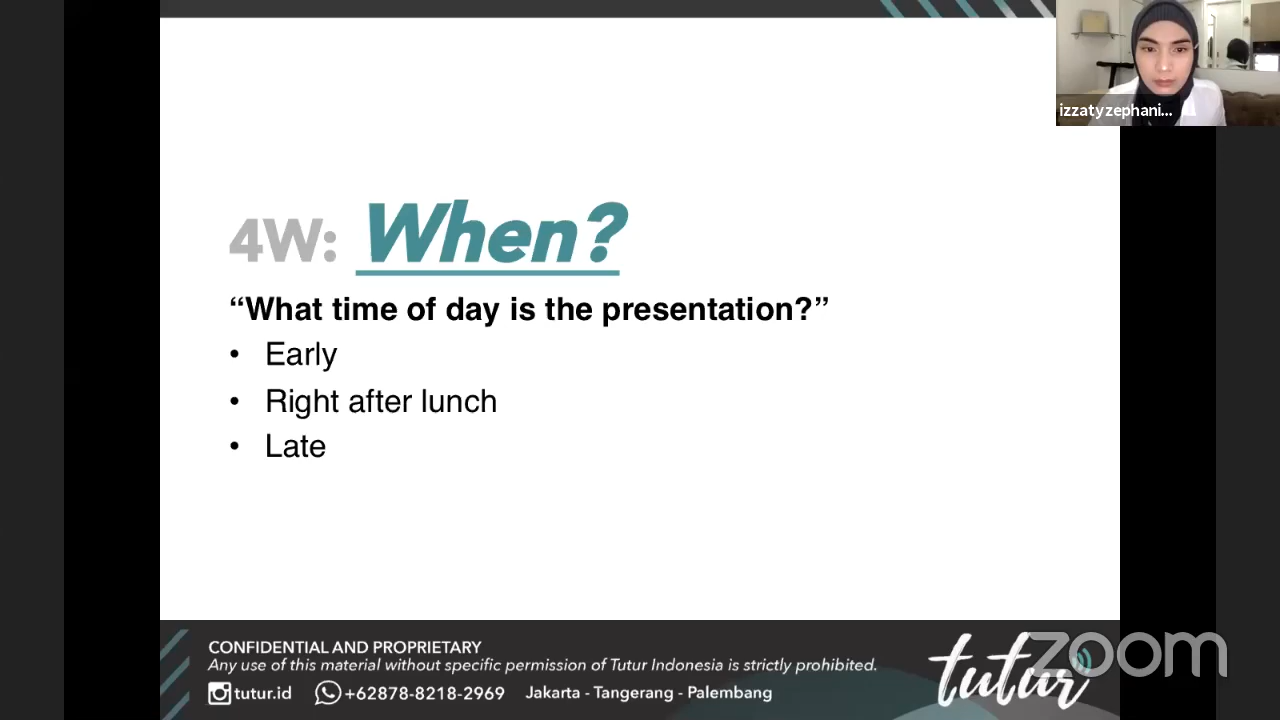 izzatyzephani...
4W: When?
“What time of day is the presentation?”
• Early
• Right after lunch
• Late
CONFIDENTIAL AND PROPRIETARY
Any use of this material without specific permission of Tutur Indonesia is strictly prohibited.
tutur.id +62878-8218-2969 Jakarta - Tangerang - Palembang
tutur
zoom